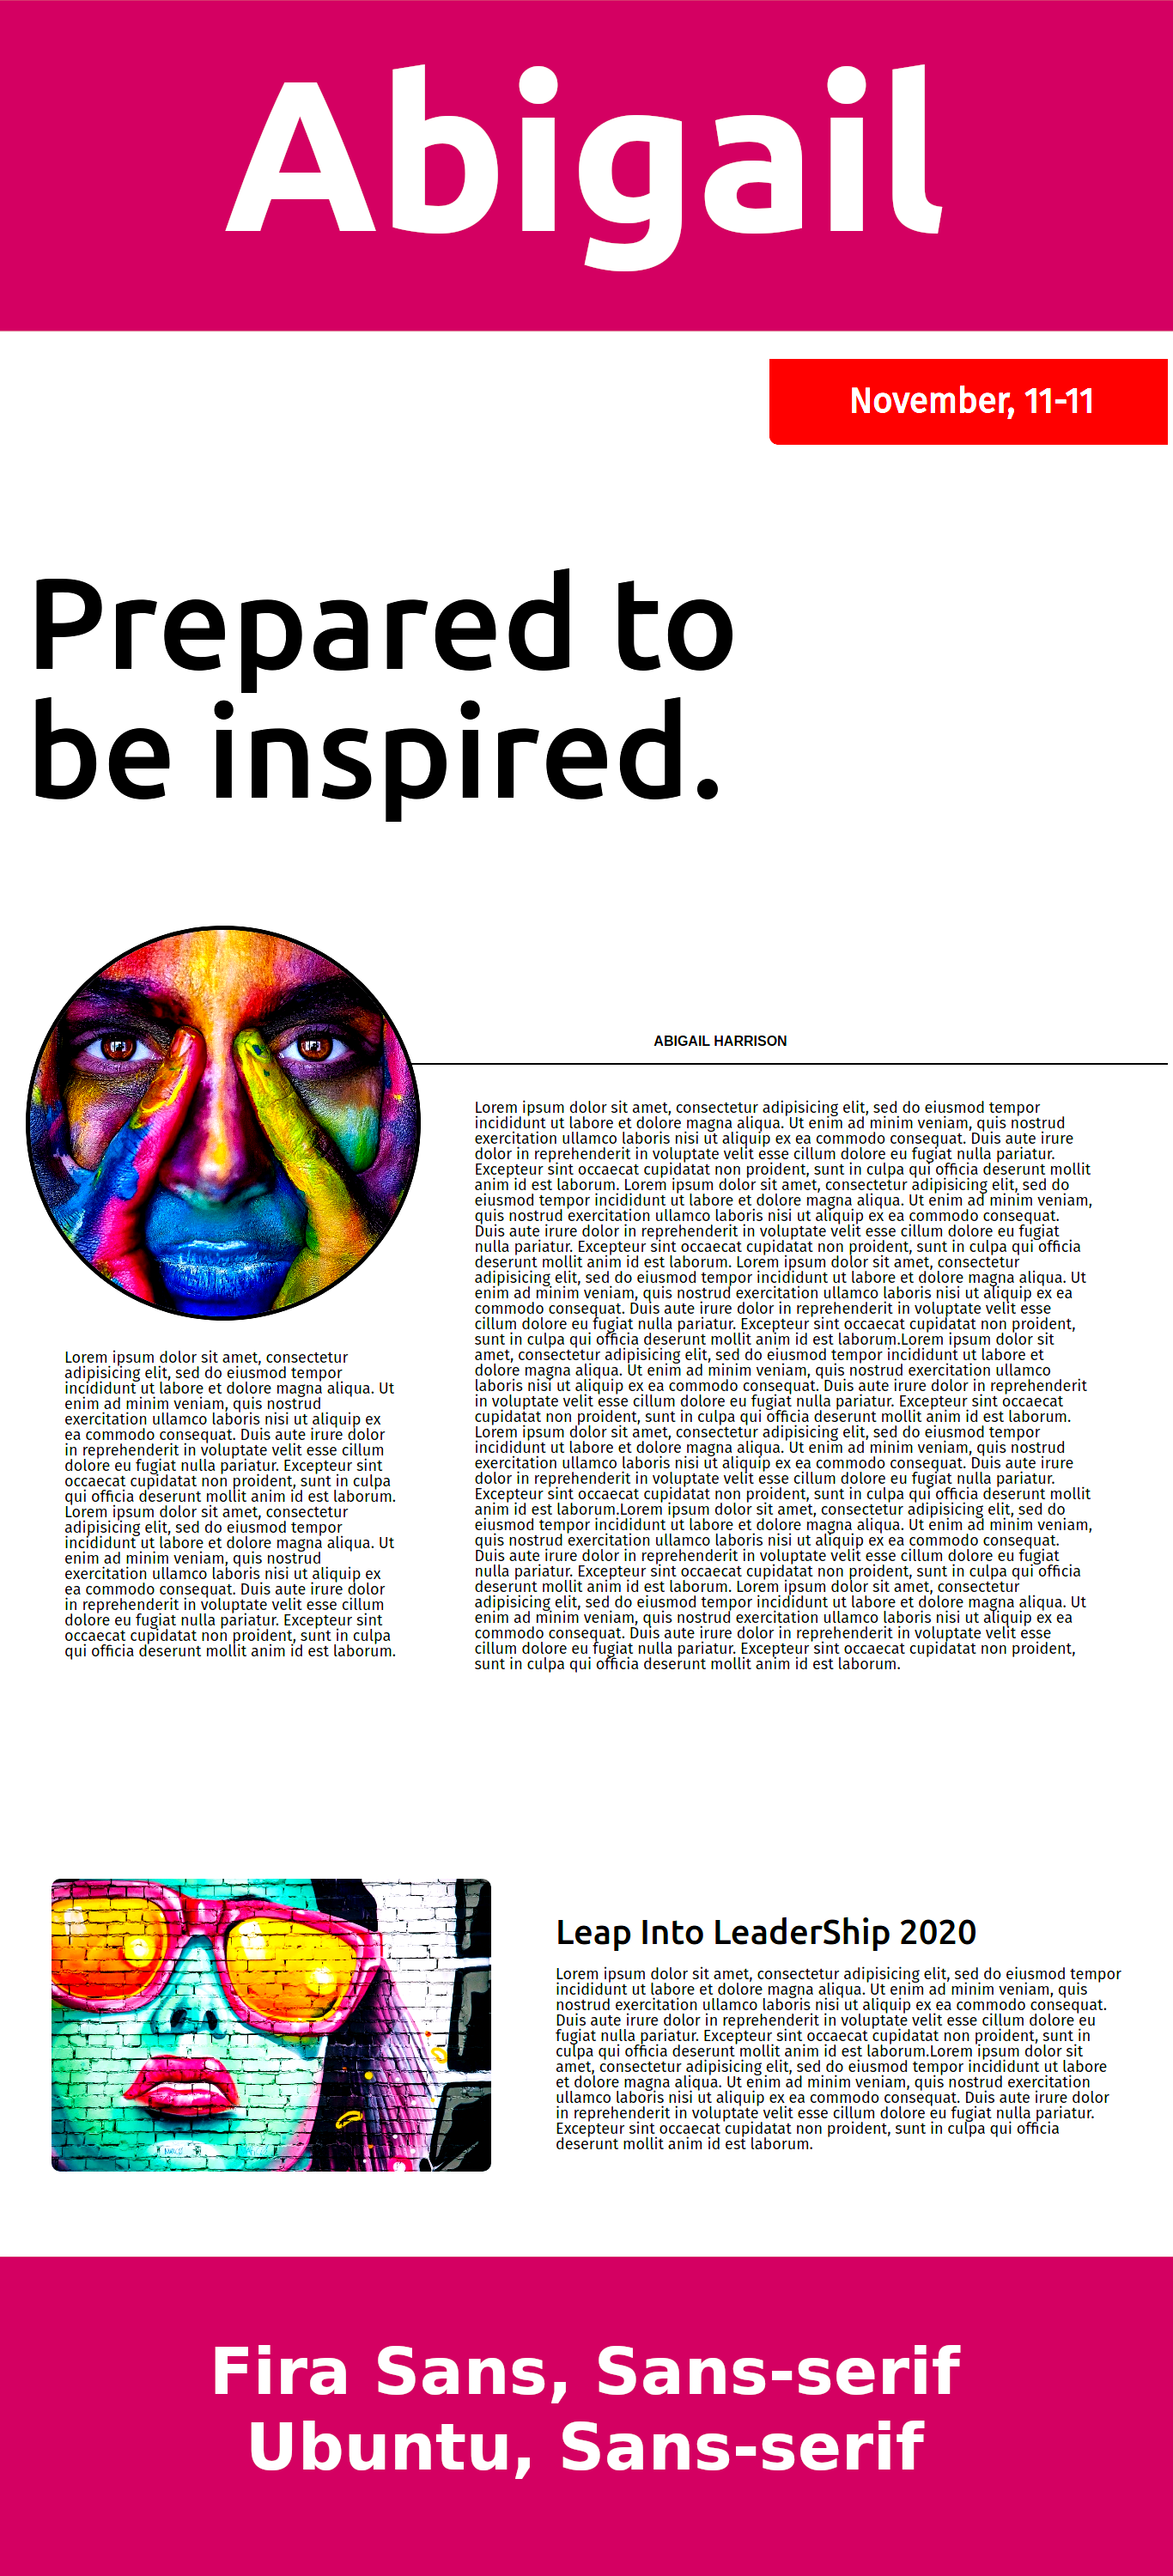 Abigail
November, 11-11
Prepared to
be inspired.
ABIGAIL HARRISON
Lorem ipsum dolor sit amet, consectetur adipisicing elit, sed do eiusmod tempor
incididunt ut labore et dolore magna aliqua. Ut enim ad minim veniam, quis nostrud
exercitation ullamco laboris nisi ut aliquip ex ea commodo consequat. Duis aute irure
dolor in reprehenderit in voluptate velit esse cillum dolore eu fugiat nulla pariatur.
Excepteur sint occaecat cupidatat non proident, sunt in culpa qui officia deserunt mollit
anim id est laborum. Lorem ipsum dolor sit amet, consectetur adipisicing elit, sed do
eiusmod tempor incididunt ut labore et dolore magna aliqua. Ut enim ad minim veniam,
quis nostrud exercitation ullamco laboris nisi ut aliquip ex ea commodo consequat.
Duis aute irure dolor in reprehenderit in voluptate velit esse cillum dolore eu fugiat
nulla pariatur. Excepteur sint occaecat cupidatat non proident, sunt in culpa qui officia
deserunt mollit anim id est laborum. Lorem ipsum dolor sit amet, consectetur
adipisicing elit, sed do eiusmod tempor incididunt ut labore et dolore magna aliqua. Ut
enim ad minim veniam, quis nostrud exercitation ullamco laboris nisi ut aliquip ex ea
commodo consequat. Duis aute irure dolor in reprehenderit in voluptate velit esse
cillum dolore eu fugiat nulla pariatur. Excepteur sint occaecat cupidatat non proident,
sunt in culpa qui officia deserunt mollit anim id est laborum.Lorem ipsum dolor sit
amet, consectetur adipisicing elit, sed do eiusmod tempor incididunt ut labore et
dolore magna aliqua. Ut enim ad minim veniam, quis nostrud exercitation ullamco
laboris nisi ut aliquip ex ea commodo consequat. Duis aute irure dolor in reprehenderit
in voluptate velit esse cillum dolore eu fugiat nulla pariatur. Excepteur sint occaecat
cupidatat non proident, sunt in culpa qui officia deserunt mollit anim id est laborum.
Lorem ipsum dolor sit amet, consectetur adipisicing elit, sed do eiusmod tempor
incididunt ut labore et dolore magna aliqua. Ut enim ad minim veniam, quis nostrud
exercitation ullamco laboris nisi ut aliquip ex ea commodo consequat. Duis aute irure
dolor in reprehenderit in voluptate velit esse cillum dolore eu fugiat nulla pariatur.
Excepteur sint occaecat cupidatat non proident, sunt in culpa qui officia deserunt mollit
anim id est laborum.Lorem ipsum dolor sit amet, consectetur adipisicing elit, sed do
eiusmod tempor incididunt ut labore et dolore magna aliqua. Ut enim ad minim veniam,
quis nostrud exercitation ullamco laboris nisi ut aliquip ex ea commodo consequat.
Duis aute irure dolor in reprehenderit in voluptate velit esse cillum dolore eu fugiat
nulla pariatur. Excepteur sint occaecat cupidatat non proident, sunt in culpa qui officia
deserunt mollit anim id est laborum. Lorem ipsum dolor sit amet, consectetur
adipisicing elit, sed do eiusmod tempor incididunt ut labore et dolore magna aliqua. Ut
enim ad minim veniam, quis nostrud exercitation ullamco laboris nisi ut aliquip ex ea
commodo consequat. Duis aute irure dolor in reprehenderit in voluptate velit esse
cillum dolore eu fugiat nulla pariatur. Excepteur sint occaecat cupidatat non proident,
sunt in culpa qui officia deserunt mollit anim id est laborum.
Lorem ipsum dolor sit amet, consectetur
adipisicing elit, sed do eiusmod tempor
incididunt ut labore et dolore magna aliqua. Ut
enim ad minim veniam, quis nostrud
exercitation ullamco laboris nisi ut aliquip ex
ea commodo consequat. Duis aute irure dolor
in reprehenderit in voluptate velit esse cillum
dolore eu fugiat nulla pariatur. Excepteur sint
occaecat cupidatat non proident, sunt in culpa
qui officia deserunt mollit anim id est laborum.
Lorem ipsum dolor sit amet, consectetur
adipisicing elit, sed do eiusmod tempor
incididunt ut labore et dolore magna aliqua. Ut
enim ad minim veniam, quis nostrud
exercitation ullamco laboris nisi ut aliquip ex
ea commodo consequat. Duis aute irure dolor
in reprehenderit in voluptate velit esse cillum
dolore eu fugiat nulla pariatur. Excepteur sint
occaecat cupidatat non proident, sunt in culpa
qui officia deserunt mollit anim id est laborum.
Leap Into LeaderShip 2020
Lorem ipsum dolor sit amet, consectetur adipisicing elit, sed do eiusmod tempor
incididunt ut labore et dolore magna aliqua. Ut enim ad minim veniam, quis
nostrud exercitation ullamco laboris nisi ut aliquip ex ea commodo consequat.
Duis aute irure dolor in reprehenderit in voluptate velit esse cillum dolore eu
fugiat nulla pariatur. Excepteur sint occaecat cupidatat non proident, sunt in
culpa qui officia deserunt mollit anim id est laborum.Lorem ipsum dolor sit
amet, consectetur adipisicing elit, sed do eiusmod tempor incididunt ut labore
et dolore magna aliqua. Ut enim ad minim veniam, quis nostrud exercitation
ullamco laboris nisi ut aliquip ex ea commodo consequat. Duis aute irure dolor
in reprehenderit in voluptate velit esse cillum dolore eu fugiat nulla pariatur.
Excepteur sint occaecat cupidatat non proident, sunt in culpa qui officia
deserunt mollit anim id est laborum.
Fira Sans, Sans-serif
Ubuntu, Sans-serif